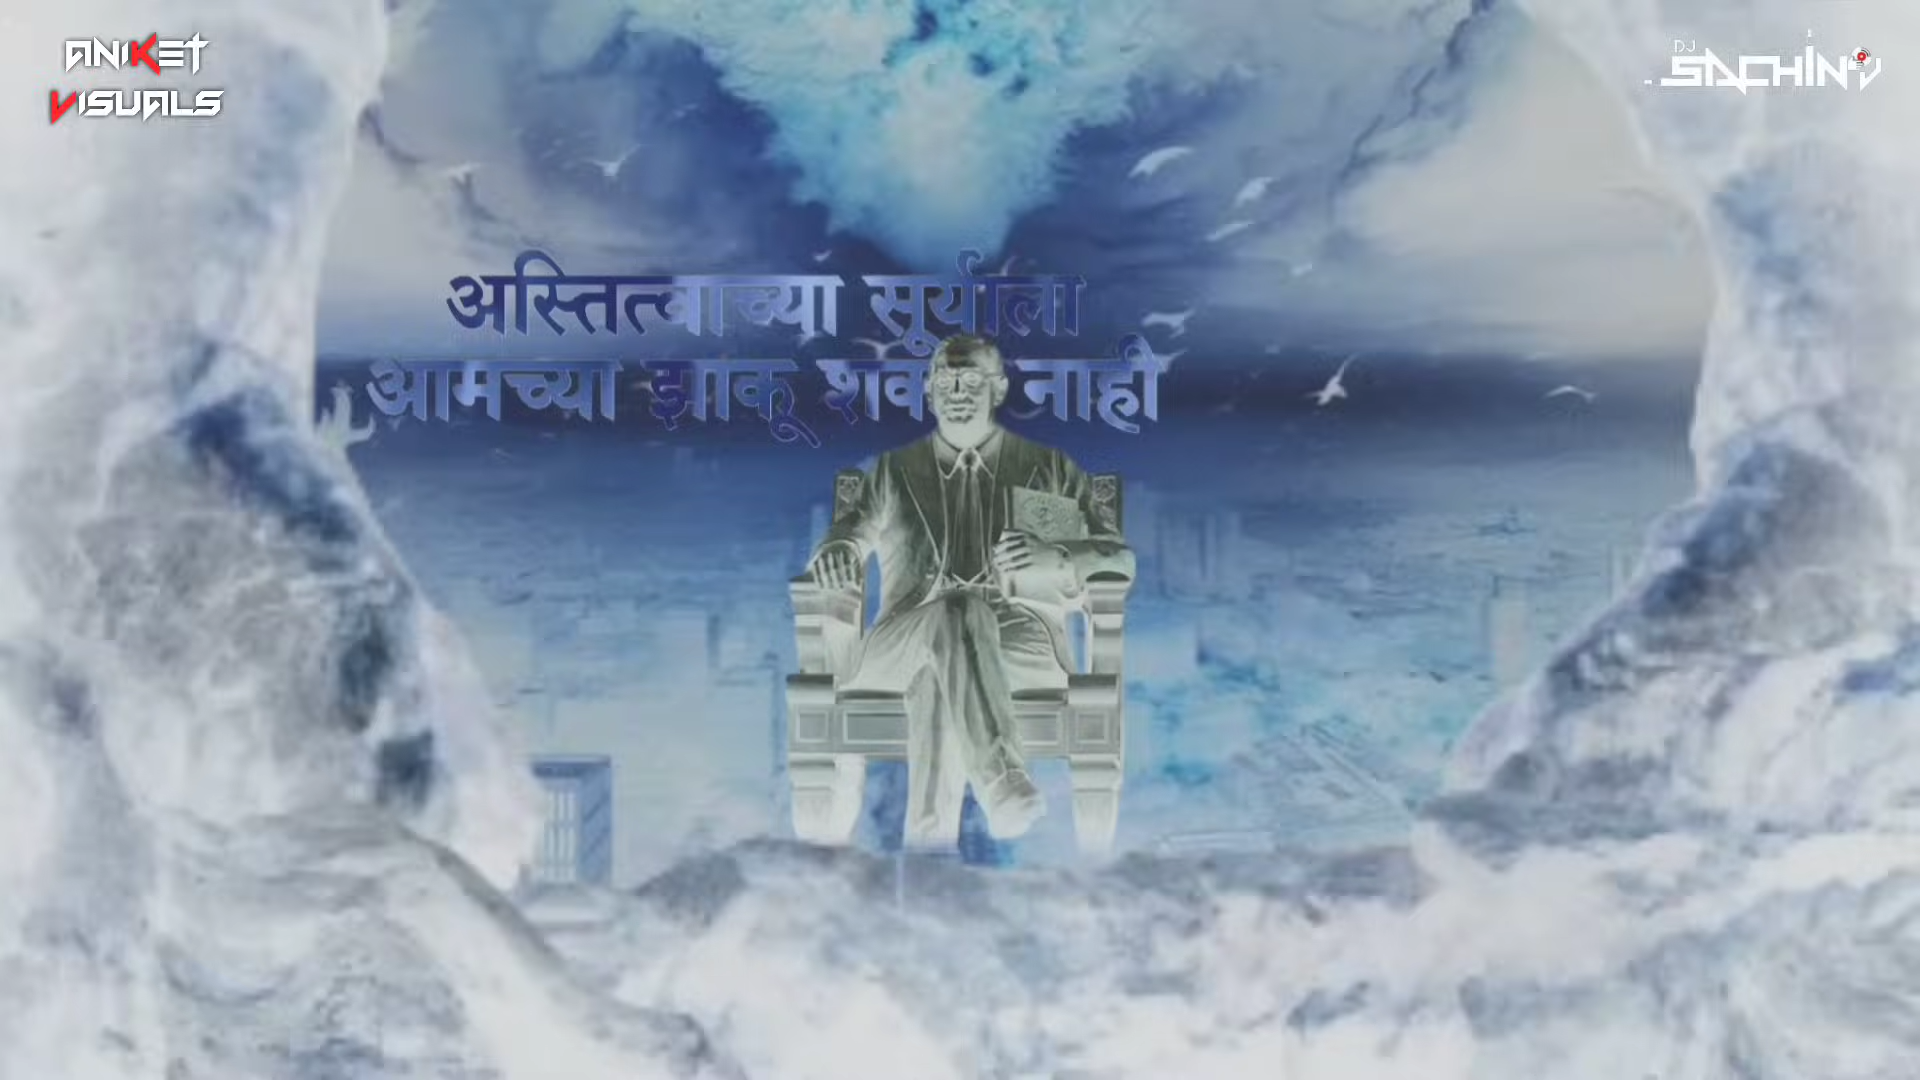 ANIKET
VISUALS
DJ
SACHIN
अस्तित्वाच्या सूर्याला
आमच्या झाकू नाही